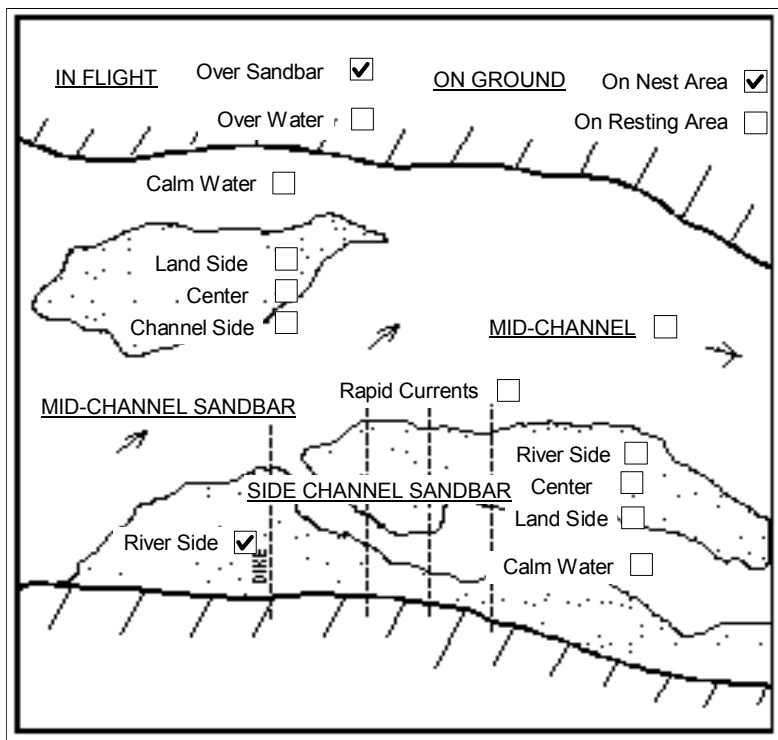 IN FLIGHT
Over Sandbar
ON GROUND
On Nest Area
Over Water
On Resting Area
Calm Water
Land Side
Center
Channel Side
MID-CHANNEL
Rapid Currents
MID-CHANNEL SANDBAR
River Side
SIDE CHANNEL SANDBAR
Center
Land Side
River Side
DIKE
Calm Water